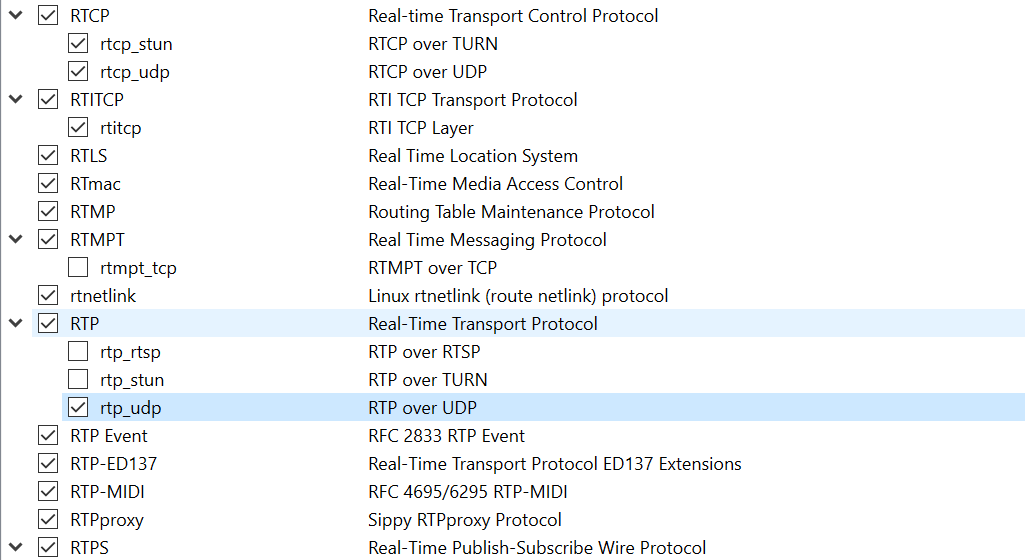 RTCP Real-time Transport Control Protocol
rtcp_stun RTCP over TURN
rtcp_udp RTCP over UDP
RTITCP RTI TCP Transport Protocol
rtitcp RTI TCP Layer
RTLS Real Time Location System
RTmac Real-Time Media Access Control
RTMP Routing Table Maintenance Protocol
RTMPT Real Time Messaging Protocol
rtmpt_tcp RTMPT over TCP
rtnetlink Linux rtnetlink (route netlink) protocol
RTP Real-Time Transport Protocol
rtp_rtsp RTP over RTSP
rtp_stun RTP over TURN
rtp_udp RTP over UDP
RTP Event RFC 2833 RTP Event
RTP-ED137 Real-Time Transport Protocol ED137 Extensions
RTP-MIDI RFC 4695/6295 RTP-MIDI
RTPproxy Sippy RTPproxy Protocol
RTPS Real-Time Publish-Subscribe Wire Protocol